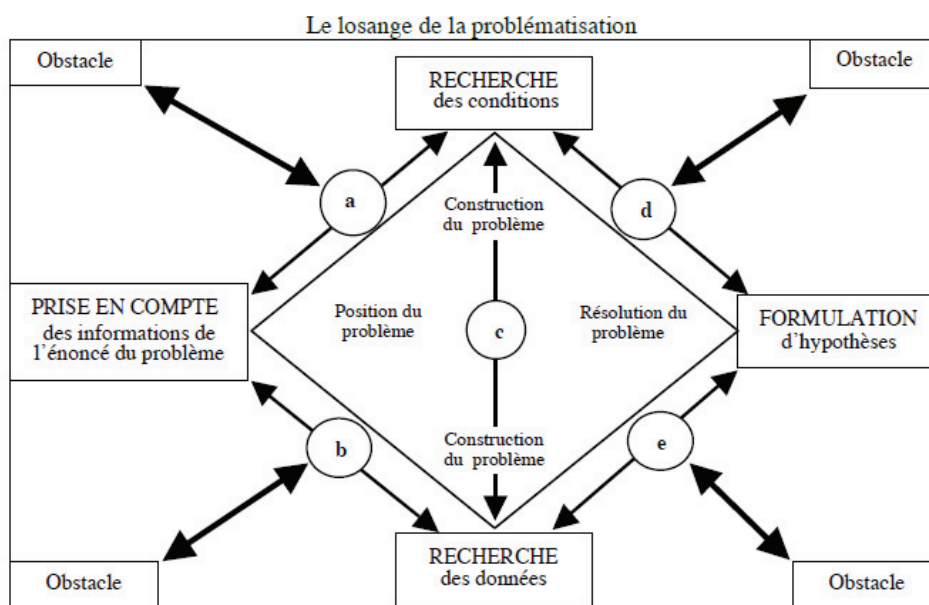 Le losange de la problématisation
Obstacle
Obstacle
RECHERCHE
des conditions
a
d
Construction
du problème
PRISE EN COMPTE
des informations de
l'énoncé du problème
Position du
problème
c
Résolution du
problème
FORMULATION
d'hypothèses
b
Construction
du problème
e
RECHERCHE
des données
Obstacle
Obstacle